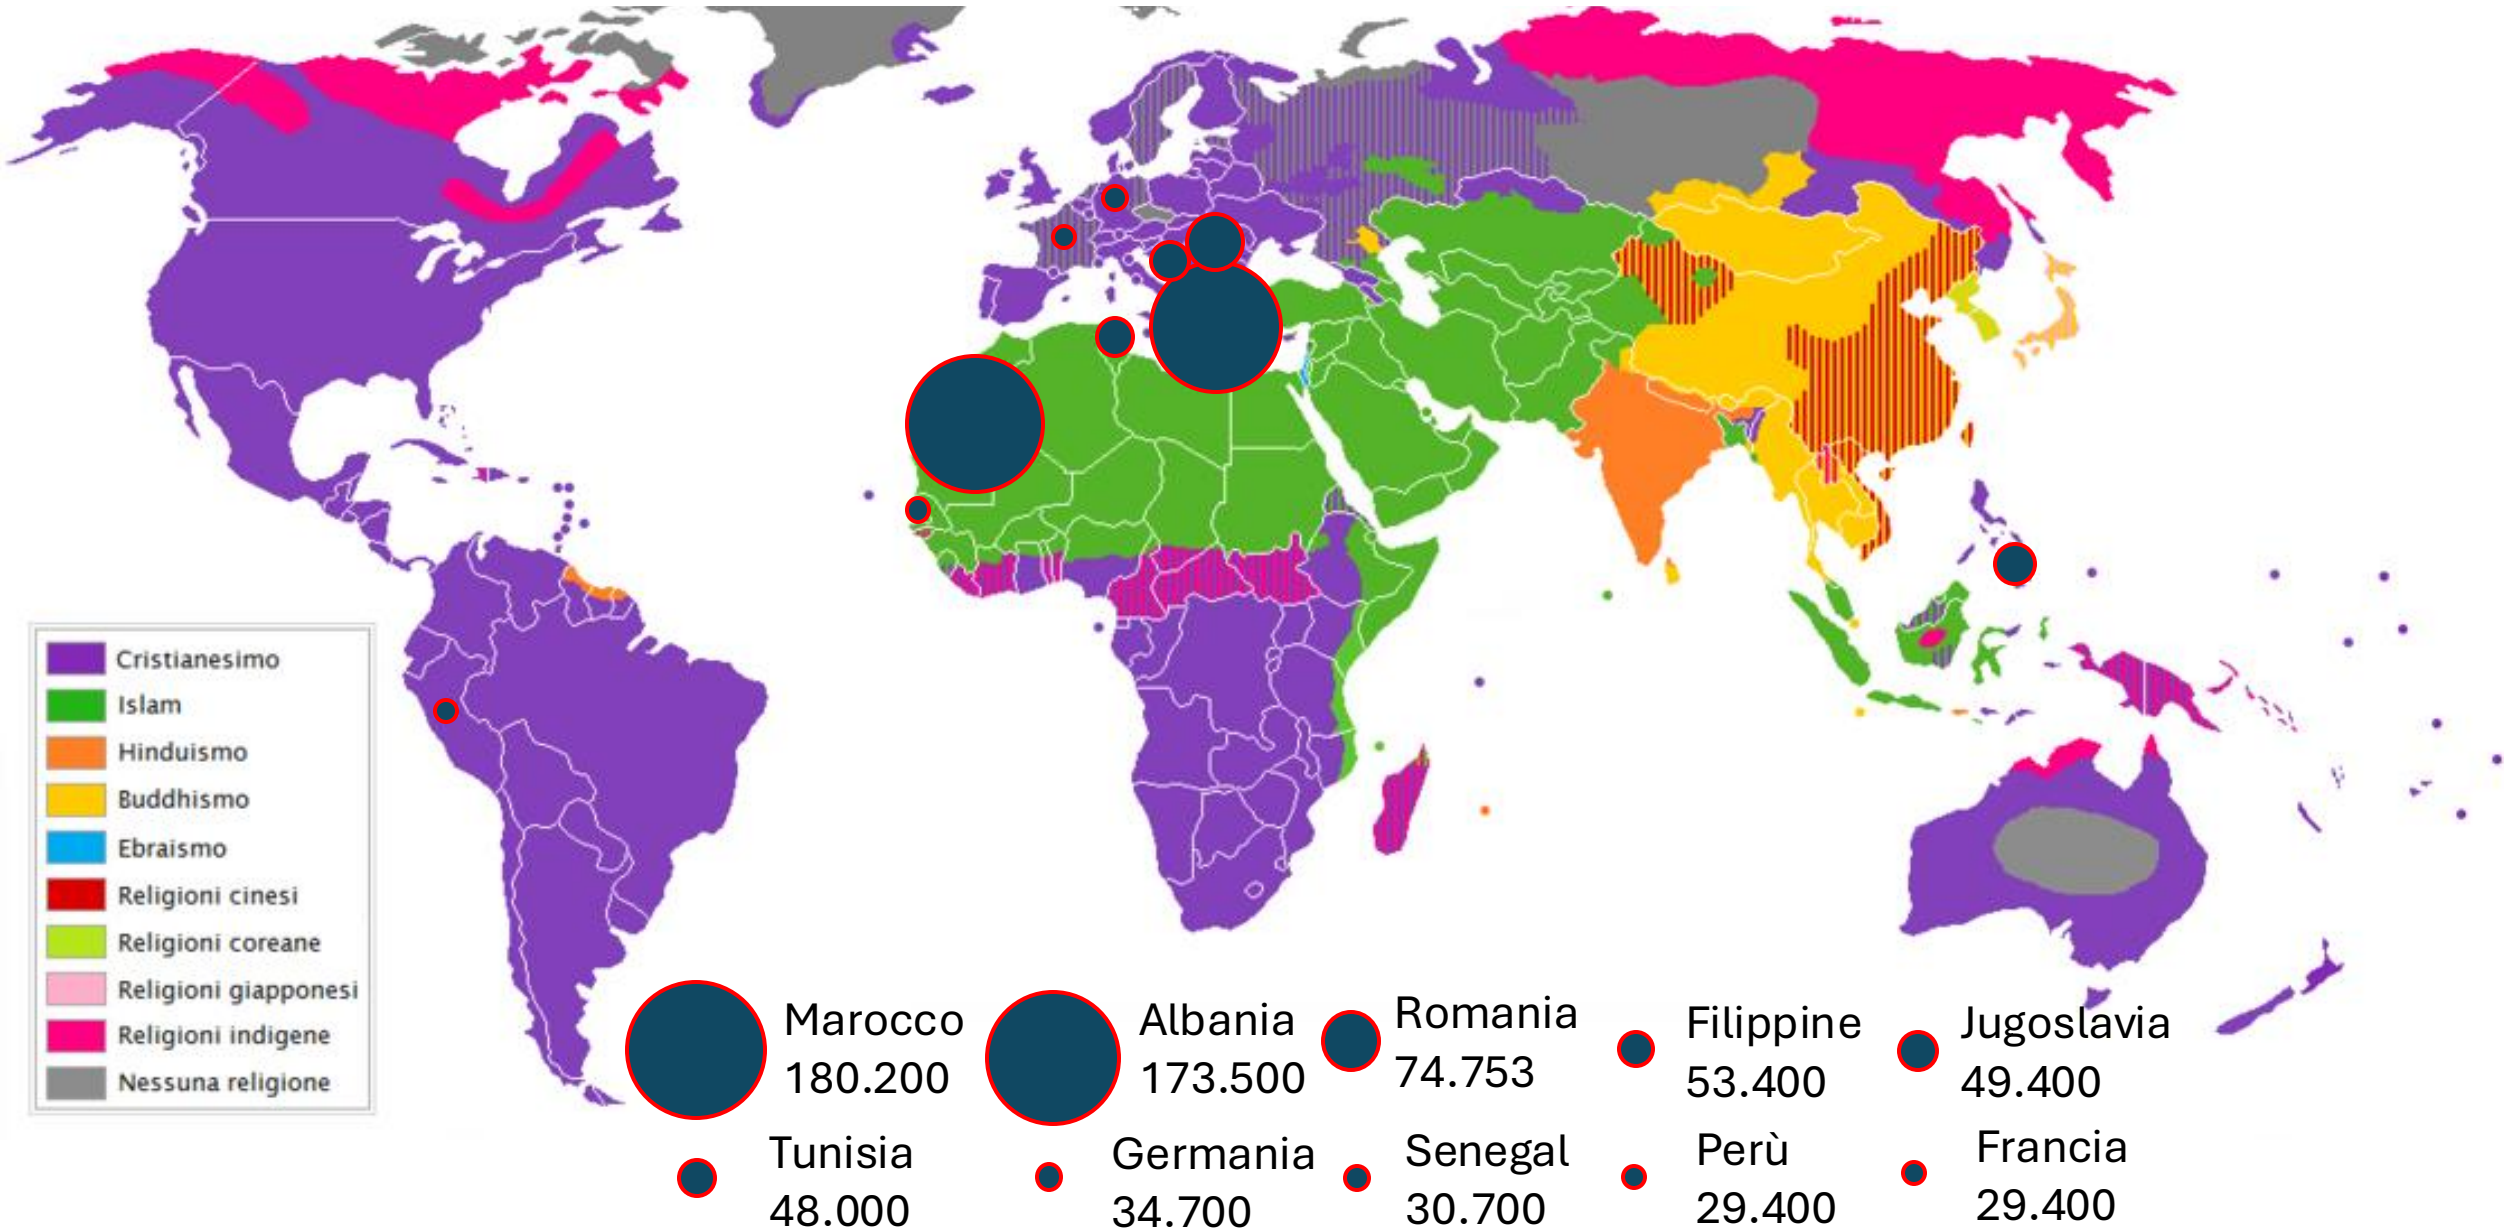 Cristianesimo
Islam
Hinduismo
Buddhismo
Ebraismo
Religioni cinesi
Religioni coreane
Religioni giapponesi
Religioni indigene
Nessuna religione
Marocco
180.200
Albania
173.500
Romania
74.753
Filippine
53.400
Jugoslavia
49.400
Tunisia
48.000
Germania
34.700
Senegal
30.700
Perù
29.400
Francia
29.400